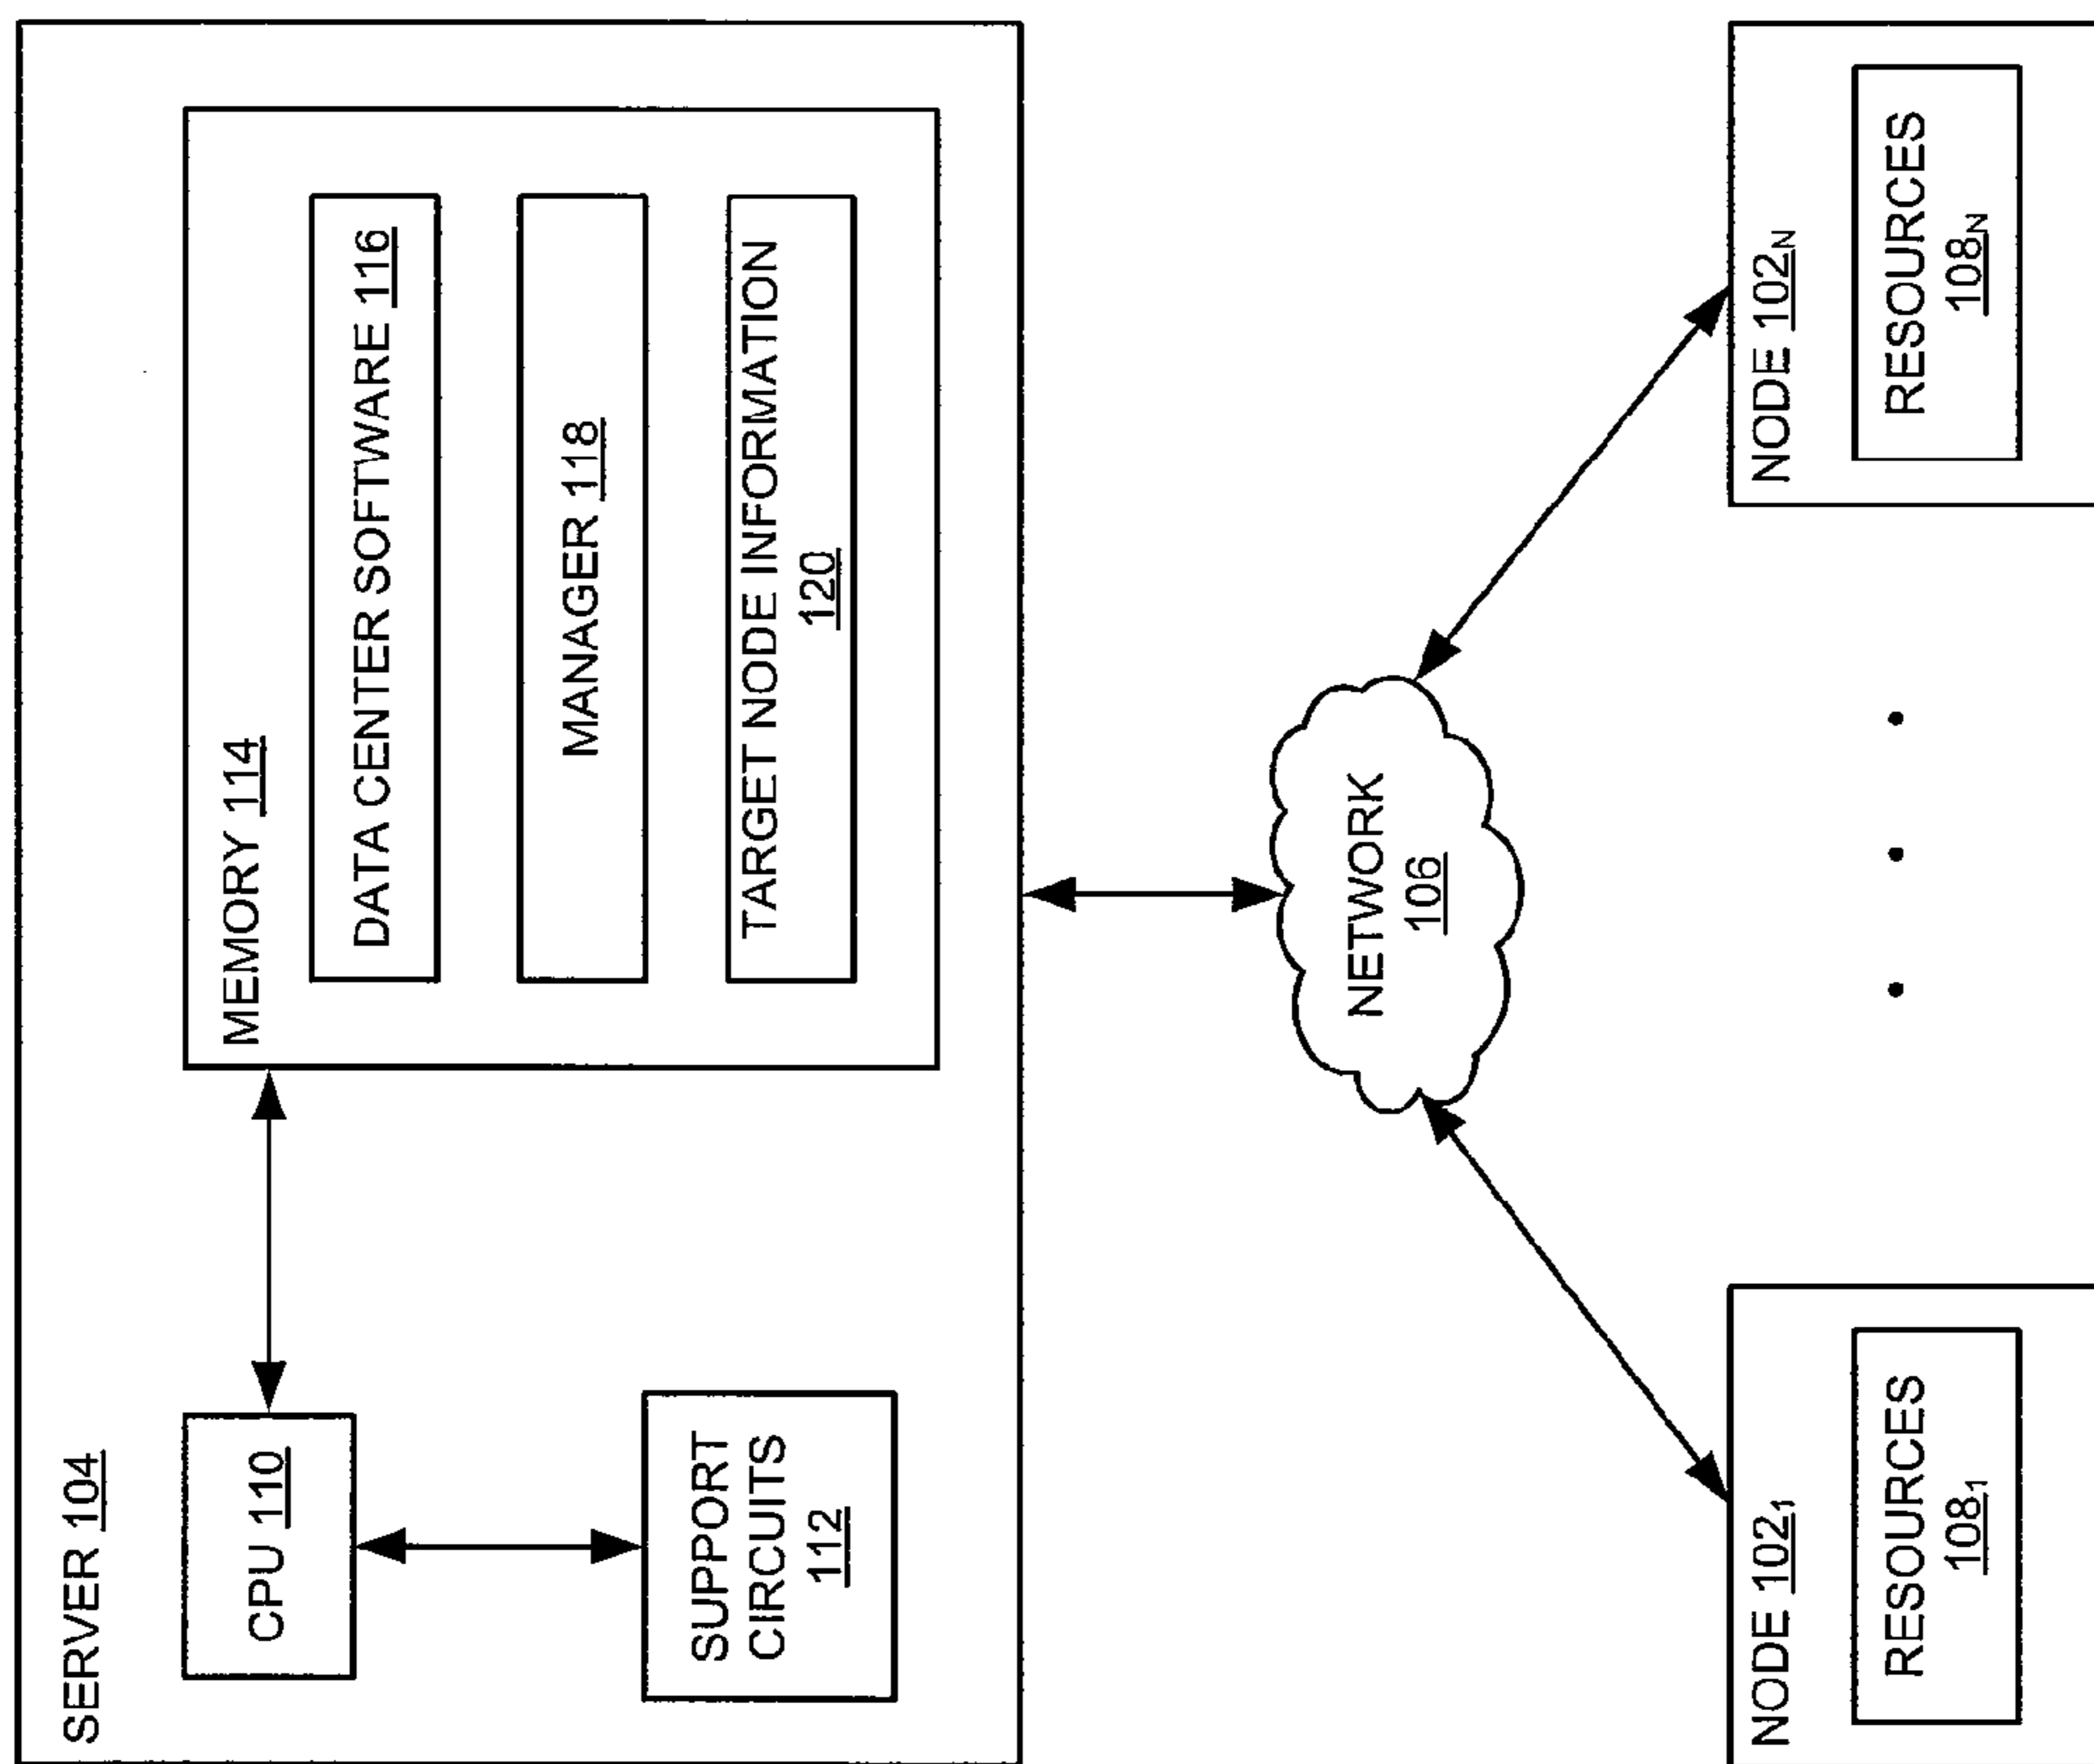 SERVER 104
CPU 110
SUPPORT
CIRCUITS
112
MEMORY 114
DATA CENTER SOFTWARE 116
MANAGER 118
TARGET NODE INFORMATION
120
NETWORK
106
NODE 102₁
RESOURCES
108₁
NODE 102N
RESOURCES
108N